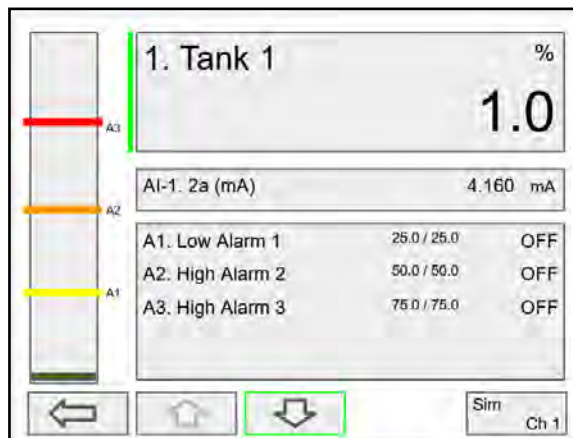 1. Tank 1 %
1.0
A3
AI-1. 2a (mA) 4.160 mA
A2
A1. Low Alarm 1 25.0 / 25.0 OFF
A2. High Alarm 2 50.0 / 50.0 OFF
A1
A3. High Alarm 3 75.0 / 75.0 OFF
Sim
Ch 1